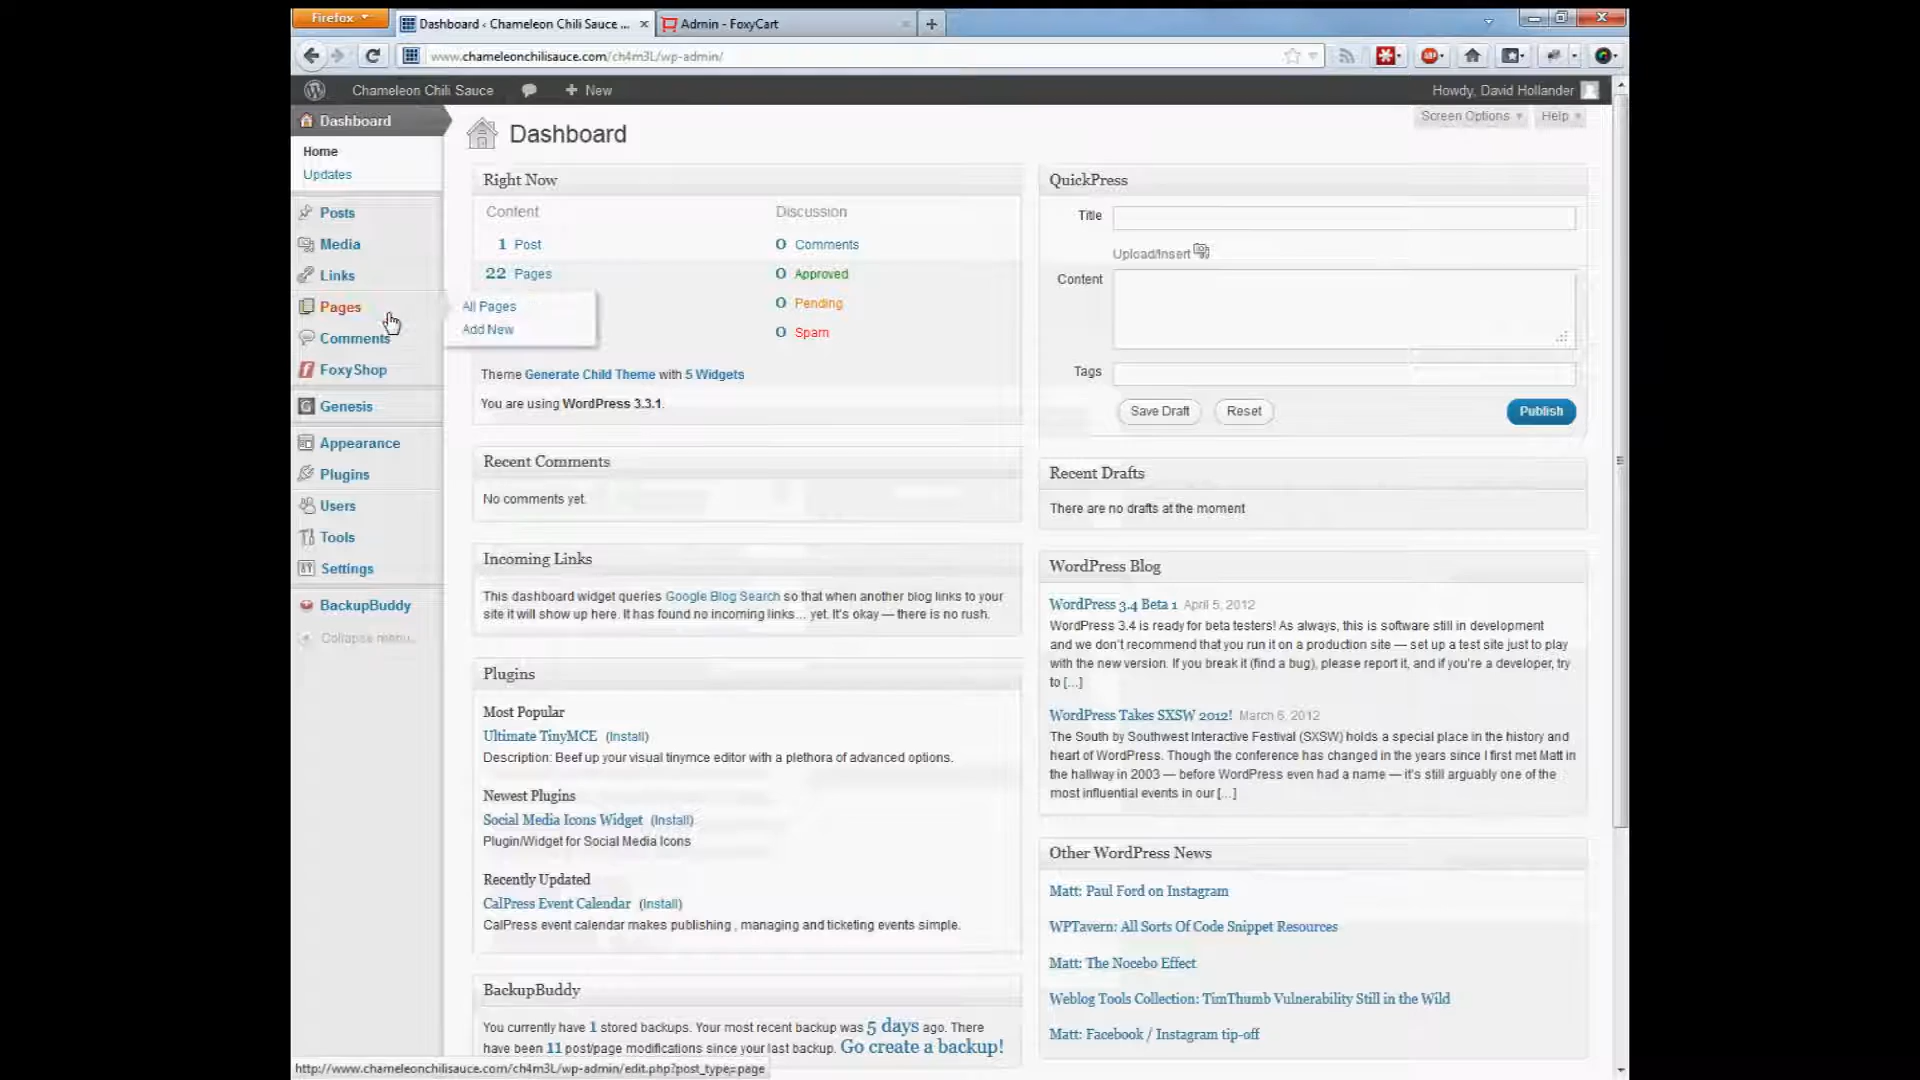 Firefox
Dashboard ‹ Chameleon Chili Sauce ...
Admin - FoxyCart
www.chameleonchilisauce.com/ch4m3L/wp-admin/
Chameleon Chili Sauce
New
Howdy, David Hollander
Dashboard
Home
Updates
Posts
Media
Links
Pages
All Pages
Add New
Comments
FoxyShop
Genesis
Appearance
Plugins
Users
Tools
Settings
BackupBuddy
Collapse menu
Dashboard
Screen Options
Help
Right Now
Content
Discussion
1 Post
0 Comments
22 Pages
0 Approved
0 Pending
0 Spam
Theme Generate Child Theme with 5 Widgets
You are using WordPress 3.3.1.
Recent Comments
No comments yet.
Incoming Links
This dashboard widget queries Google Blog Search so that when another blog links to your
site it will show up here. It has found no incoming links... yet. It's okay — there is no rush.
Plugins
Most Popular
Ultimate TinyMCE (Install)
Description: Beef up your visual tinymce editor with a plethora of advanced options.
Newest Plugins
Social Media Icons Widget (Install)
Plugin/Widget for Social Media Icons
Recently Updated
CalPress Event Calendar (Install)
CalPress event calendar makes publishing , managing and ticketing events simple.
BackupBuddy
You currently have 1 stored backups. Your most recent backup was 5 days ago. There
have been 11 post/page modifications since your last backup. Go create a backup!
QuickPress
Title
Upload/Insert
Content
Tags
Save Draft
Reset
Publish
Recent Drafts
There are no drafts at the moment
WordPress Blog
WordPress 3.4 Beta 1 April 5, 2012
WordPress 3.4 is ready for beta testers! As always, this is software still in development
and we don't recommend that you run it on a production site — set up a test site just to play
with the new version. If you break it (find a bug), please report it, and if you're a developer, try
to [...]
WordPress Takes SXSW 2012! March 6, 2012
The South by Southwest Interactive Festival (SXSW) holds a special place in the history and
heart of WordPress. Though the conference has changed in the years since I first met Matt in
the hallway in 2003 — before WordPress even had a name — it's still arguably one of the
most influential events in our [...]
Other WordPress News
Matt: Paul Ford on Instagram
WPTavern: All Sorts Of Code Snippet Resources
Matt: The Nocebo Effect
Weblog Tools Collection: TimThumb Vulnerability Still in the Wild
Matt: Facebook / Instagram tip-off
http://www.chameleonchilisauce.com/ch4m3L/wp-admin/edit.php?post_type=page